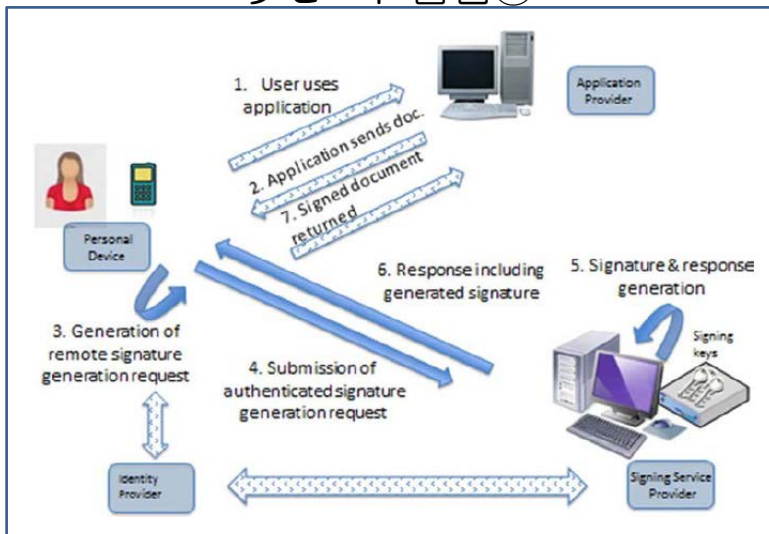 1. User uses
application
Application
Provider
2. Application sends doc.
7. Signed document
returned
Personal
Device
6. Response including
generated signature
5. Signature & response
generation
3. Generation of
remote signature
generation request
4. Submission of
authenticated signature
generation request
Signing
keys
Identity
Provider
Signing Service
Provider